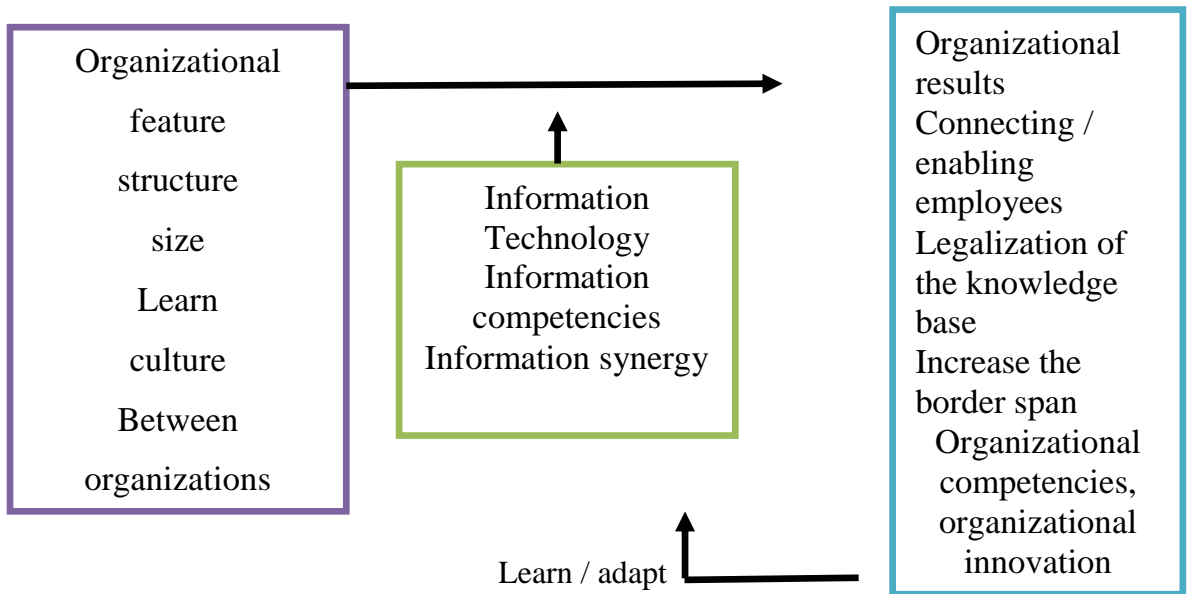 Organizational
feature
structure
size
Learn
culture
Between
organizations
Information
Technology
Information
competencies
Information synergy
Organizational
results
Connecting /
enabling
employees
Legalization of
the knowledge
base
Increase the
border span
Organizational
competencies,
organizational
innovation
Learn / adapt